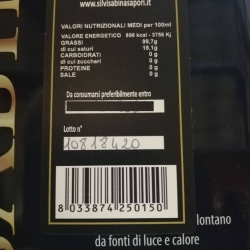 www.silvisabinasapori.it
VALORI NUTRIZIONALI MEDI per 100ml
VALORE ENERGETICO 898 kcal - 3756 Kj
GRASSI 99,7g
di cui saturi 16,1g
CARBOIDRATI 0 g
di cui zuccheri 0 g
PROTEINE 0 g
SALE 0 g
Da consumarsi preferibilmente entro
Lotto n°
10818420
8 033874 250150
lontano
da fonti di luce e calore